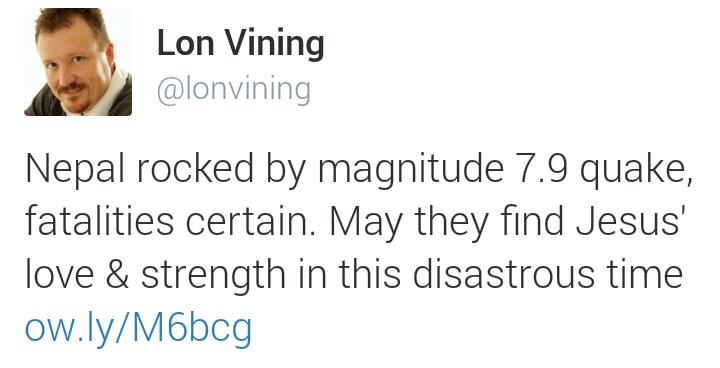 Lon Vining
@lonvining
Nepal rocked by magnitude 7.9 quake,
fatalities certain. May they find Jesus'
love & strength in this disastrous time
ow.ly/M6bcg